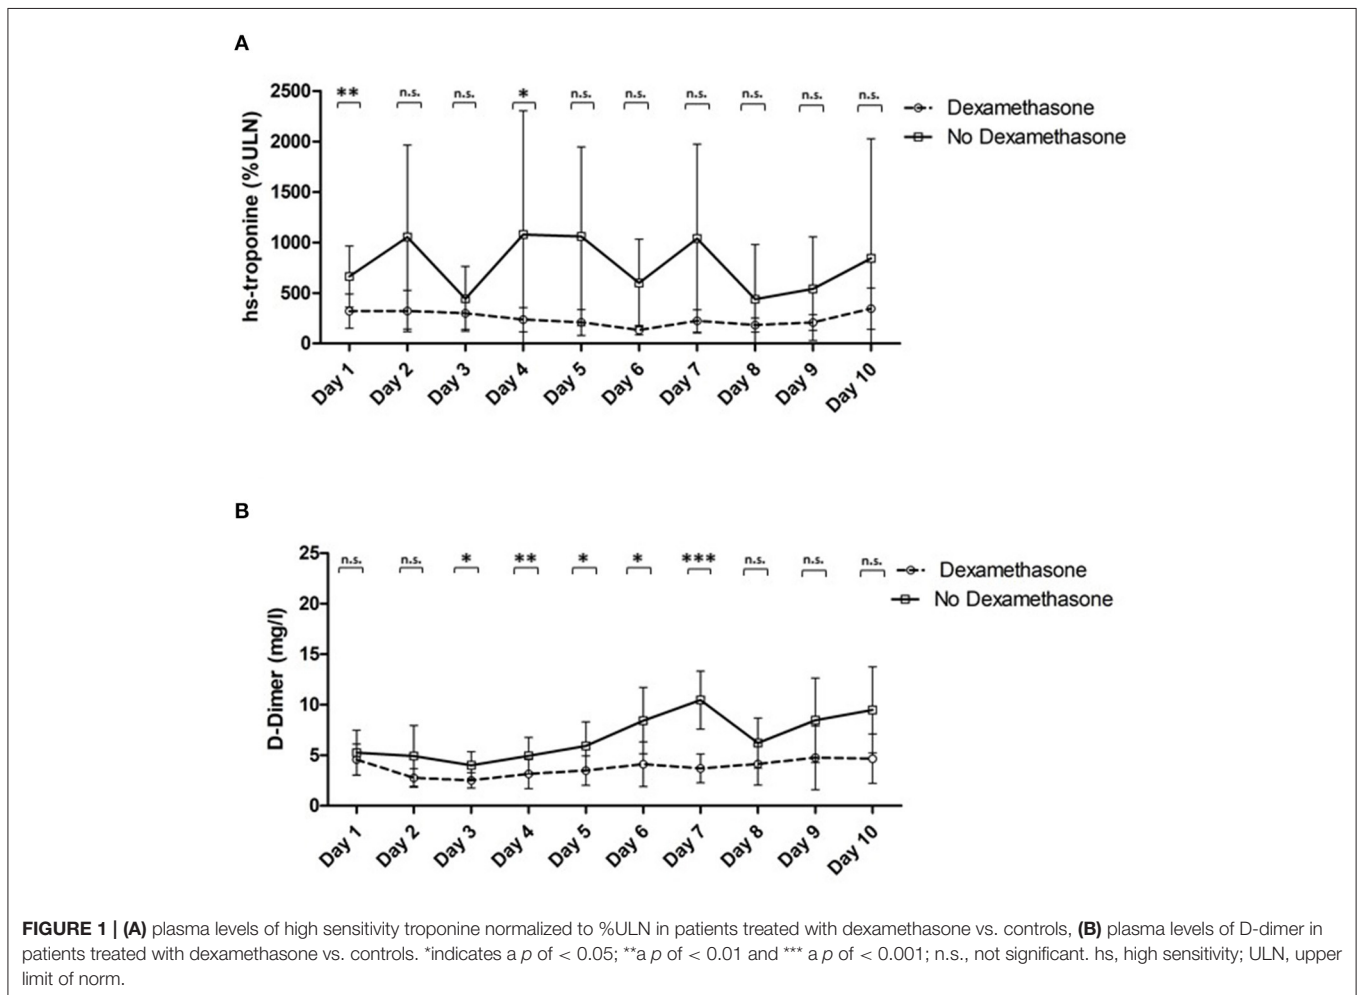 A
** n.s. n.s. * n.s. n.s. n.s. n.s. n.s. n.s.
2500
2000
1500
1000
500
0
hs-troponine (%ULN)
Dexamethasone
No Dexamethasone
Day 1 Day 2 Day 3 Day 4 Day 5 Day 6 Day 7 Day 8 Day 9 Day 10
B
n.s. n.s. * ** * * *** n.s. n.s. n.s.
25
20
15
10
5
0
D-Dimer (mg/l)
Dexamethasone
No Dexamethasone
Day 1 Day 2 Day 3 Day 4 Day 5 Day 6 Day 7 Day 8 Day 9 Day 10
FIGURE 1 | (A) plasma levels of high sensitivity troponine normalized to %ULN in patients treated with dexamethasone vs. controls, (B) plasma levels of D-dimer in
patients treated with dexamethasone vs. controls. *indicates a p of < 0.05; **a p of < 0.01 and *** a p of < 0.001; n.s., not significant. hs, high sensitivity; ULN, upper
limit of norm.